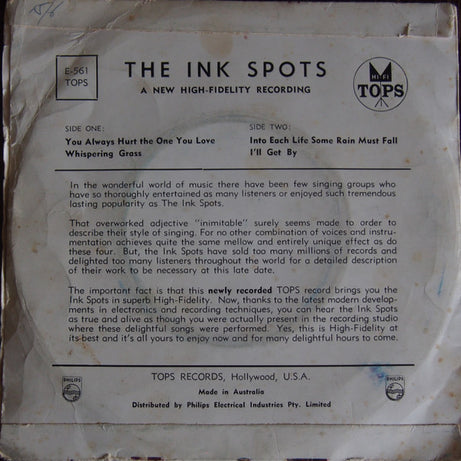 E-561
TOPS
THE INK SPOTS
A NEW HIGH-FIDELITY RECORDING
HI-FI
TOPS
SIDE ONE:
You Always Hurt the One You Love
Whispering Grass
SIDE TWO:
Into Each Life Some Rain Must Fall
I'll Get By
In the wonderful world of music there have been few singing groups who
have so thoroughly entertained as many listeners or enjoyed such tremendous
lasting popularity as The Ink Spots.
That overworked adjective "inimitable" surely seems made to order to
describe their style of singing. For no other combination of voices and instru-
mentation achieves quite the same mellow and entirely unique effect as do
these four. But, the Ink Spots have sold too many millions of records and
delighted too many listeners throughout the world for a detailed description
of their work to be necessary at this late date.
The important fact is that this newly recorded TOPS record brings you the
Ink Spots in superb High-Fidelity. Now, thanks to the latest modern develop-
ments in electronics and recording techniques, you can hear the Ink Spots
as true and alive as though you were actually present in the recording studio
where these delightful songs were performed. Yes, this is High-Fidelity at
its best and it's all yours to enjoy now and for many delightful hours to come.
PHILIPS
TOPS RECORDS, Hollywood, U.S.A.
Made in Australia
Distributed by Philips Electrical Industries Pty. Limited
PHILIPS